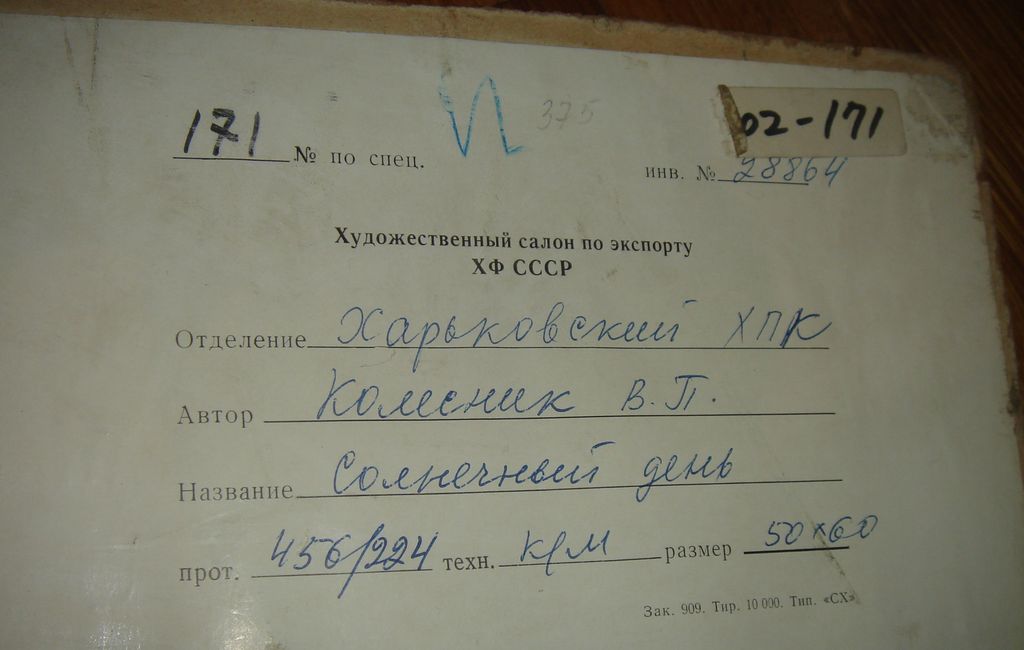 171 № по спец. И 375 02-171
инв. № 28864
Художественный салон по экспорту
ХФ СССР
Отделение Харьковский ХПК
Автор Колесник В.П.
Название Солнечный день
прот. 456/224 техн. к/м размер 50×60
Зак. 909. Тир. 10 000. Тип. «СХ»